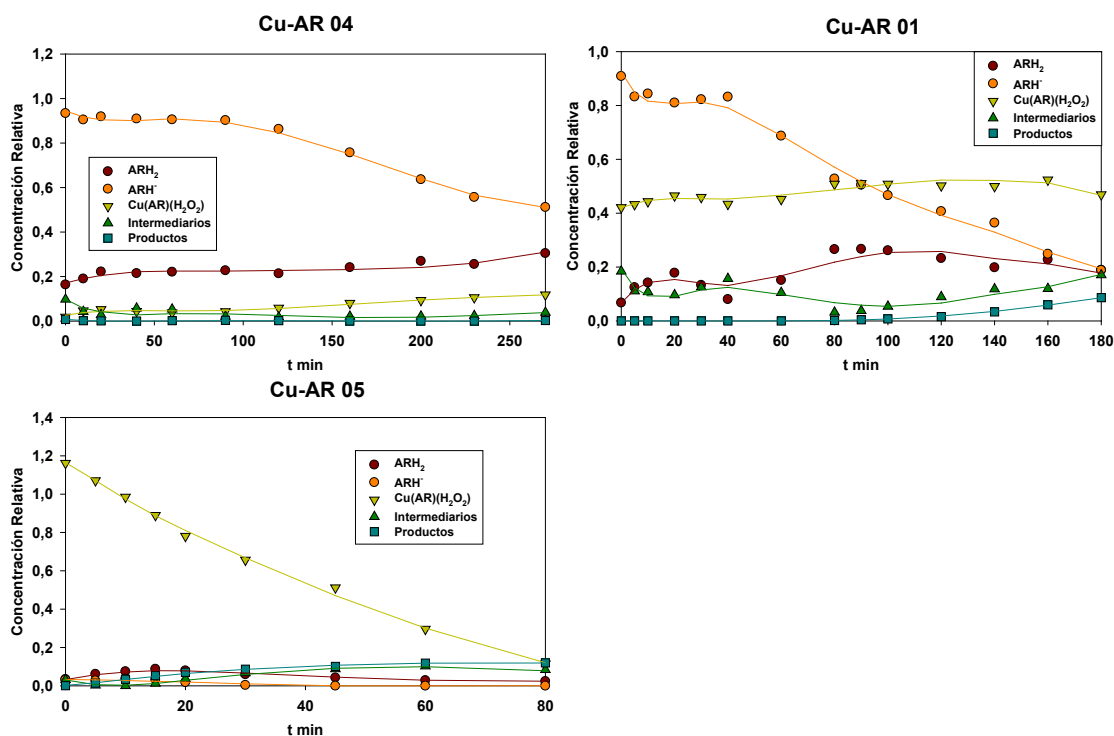 Cu-AR 04
Concentración Relativa
1,2
1,0
0,8
0,6
0,4
0,2
0,0
ARH₂
ARH⁻
Cu(AR)(H₂O₂)
Intermediarios
Productos
0 50 100 150 200 250
t min
Cu-AR 01
Concentración Relativa
1,0
0,8
0,6
0,4
0,2
0,0
ARH₂
ARH⁻
Cu(AR)(H₂O₂)
Intermediarios
Productos
0 20 40 60 80 100 120 140 160 180
t min
Cu-AR 05
Concentración Relativa
1,4
1,2
1,0
0,8
0,6
0,4
0,2
0,0
ARH₂
ARH⁻
Cu(AR)(H₂O₂)
Intermediarios
Productos
0 20 40 60 80
t min